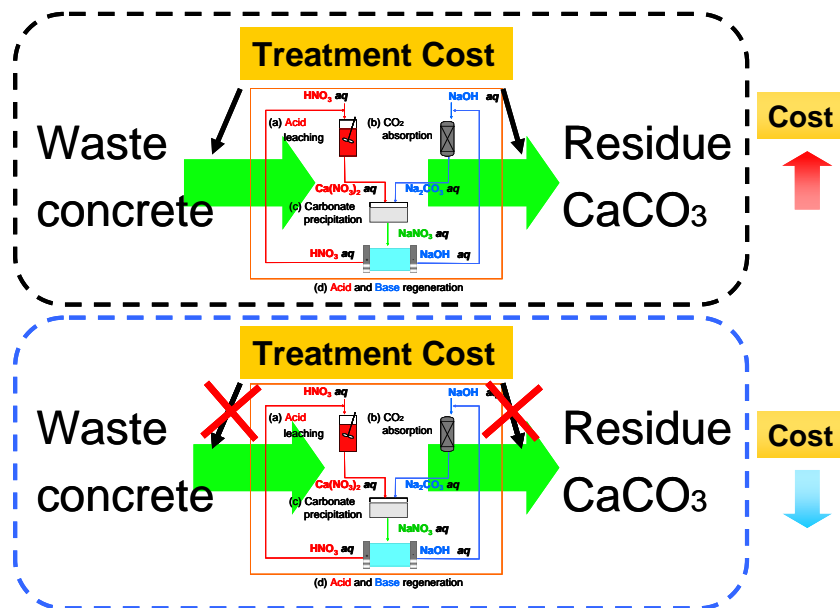 Treatment Cost
HNO₃ aq
NaOH aq
(a) Acid
leaching
(b) CO₂
absorption
Waste
concrete
Residue
CaCO₃
Cost
Ca(NO₃)₂ aq
Na₂CO₃ aq
(c) Carbonate
precipitation
NaNO₃ aq
HNO₃ aq
NaOH aq
(d) Acid and Base regeneration
Treatment Cost
HNO₃ aq
NaOH aq
(a) Acid
leaching
(b) CO₂
absorption
Waste
concrete
Residue
CaCO₃
Cost
Ca(NO₃)₂ aq
Na₂CO₃ aq
(c) Carbonate
precipitation
NaNO₃ aq
HNO₃ aq
NaOH aq
(d) Acid and Base regeneration